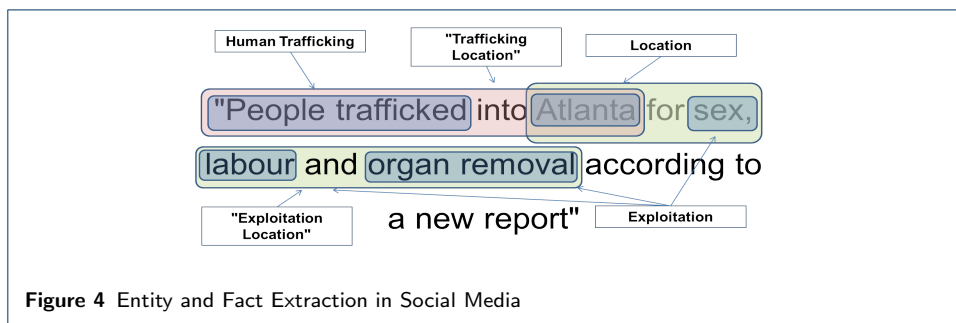 Human Trafficking
"Trafficking
Location"
Location
"People trafficked into Atlanta for sex,
labour and organ removal according to
a new report"
"Exploitation
Location"
Exploitation
Figure 4 Entity and Fact Extraction in Social Media